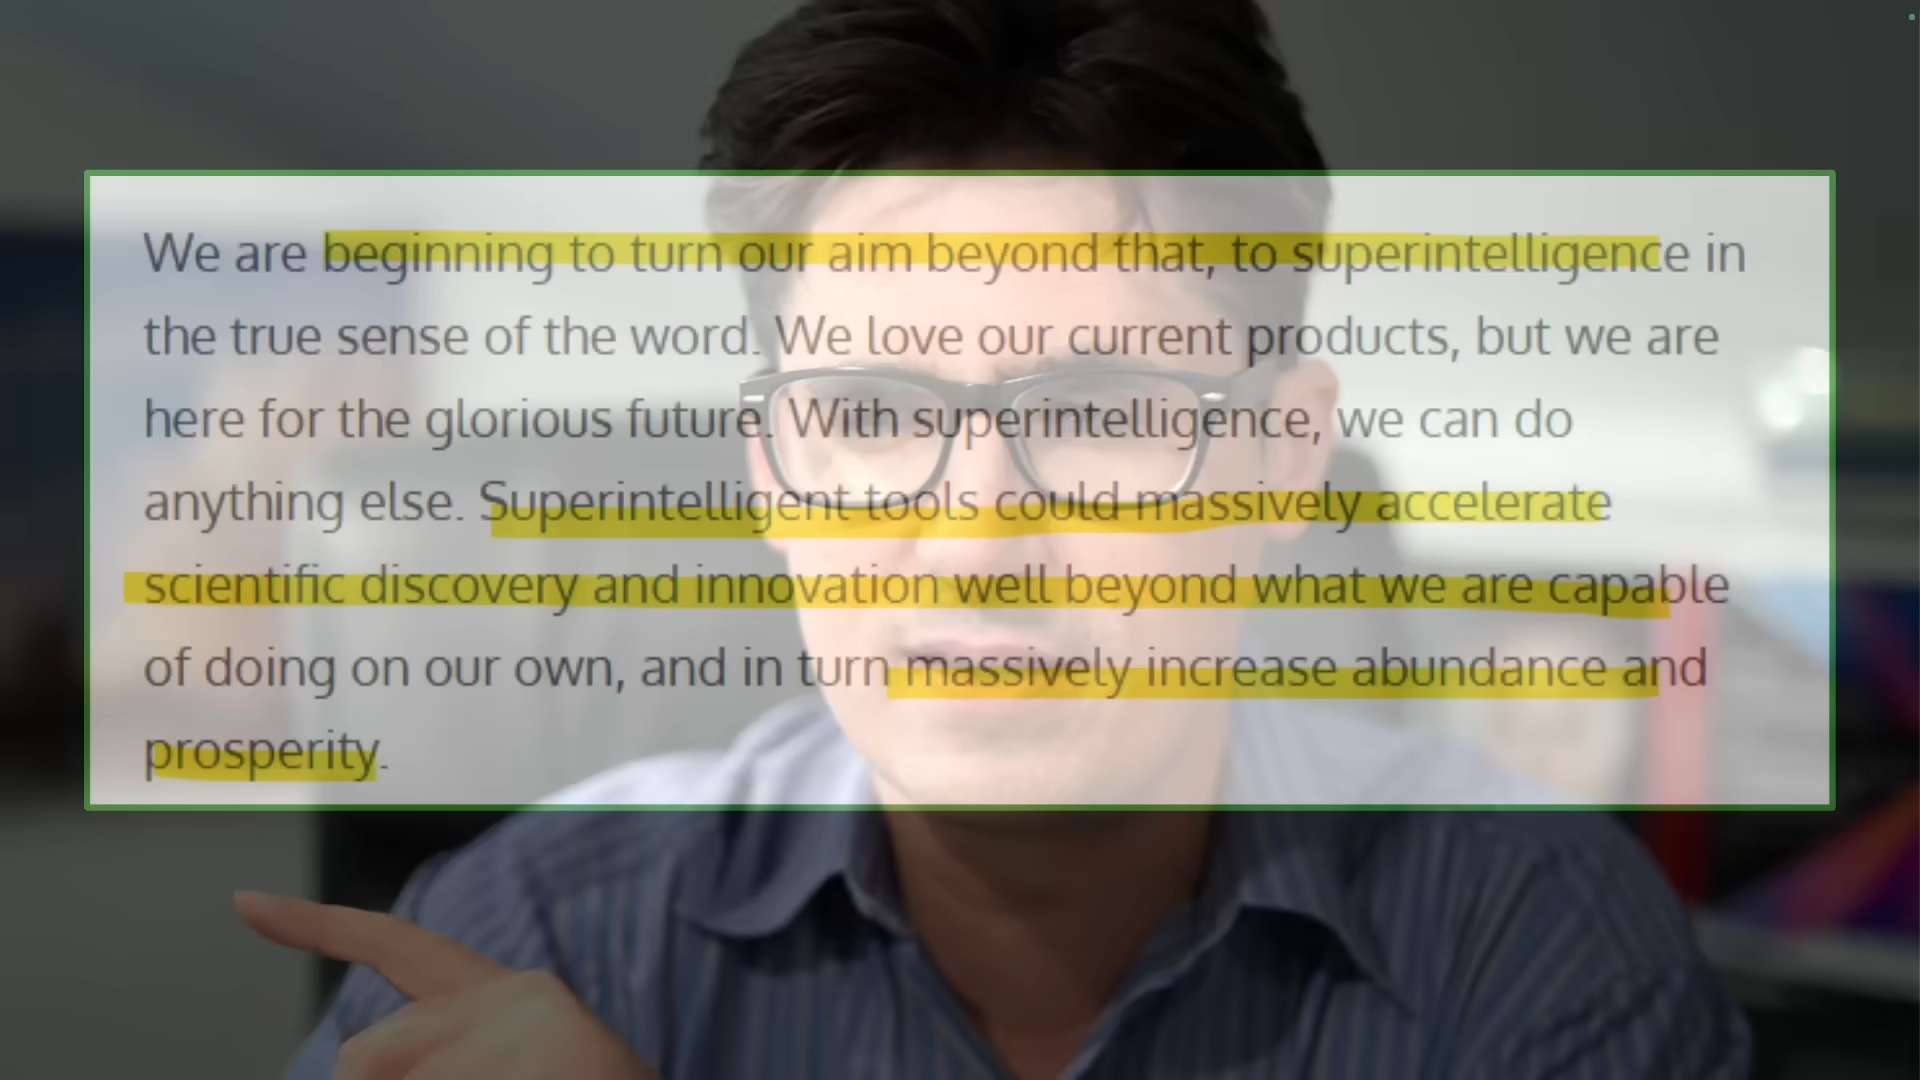 We are beginning to turn our aim beyond that, to superintelligence in
the true sense of the word. We love our current products, but we are
here for the glorious future. With superintelligence, we can do
anything else. Superintelligent tools could massively accelerate
scientific discovery and innovation well beyond what we are capable
of doing on our own, and in turn massively increase abundance and
prosperity.